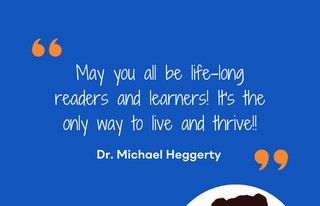 May you all be life-long
readers and learners! It's the
only way to live and thrive!!
Dr. Michael Heggerty